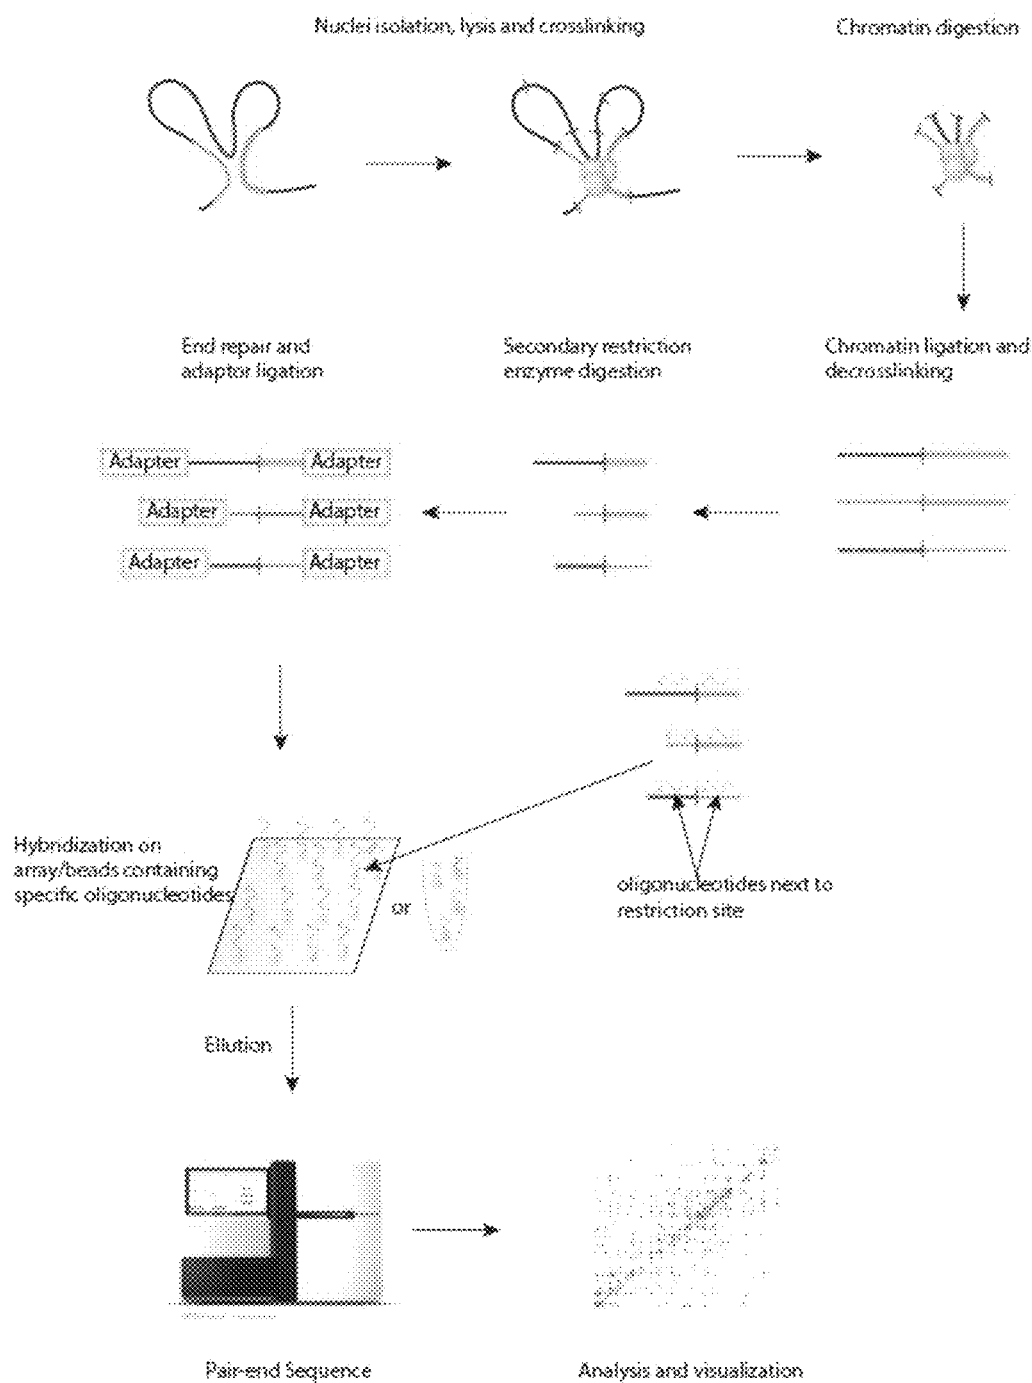 Nuclei isolation, lysis and crosslinking
Chromatin digestion
End repair and
adaptor ligation
Secondary restriction
enzyme digestion
Chromatin ligation and
decrosslinking
Adapter
Adapter
Adapter
Adapter
Adapter
Adapter
Hybridization on
array/beads containing
specific oligonucleotides
or
oligonucleotides next to
restriction site
Ellution
Pair-end Sequence
Analysis and visualization